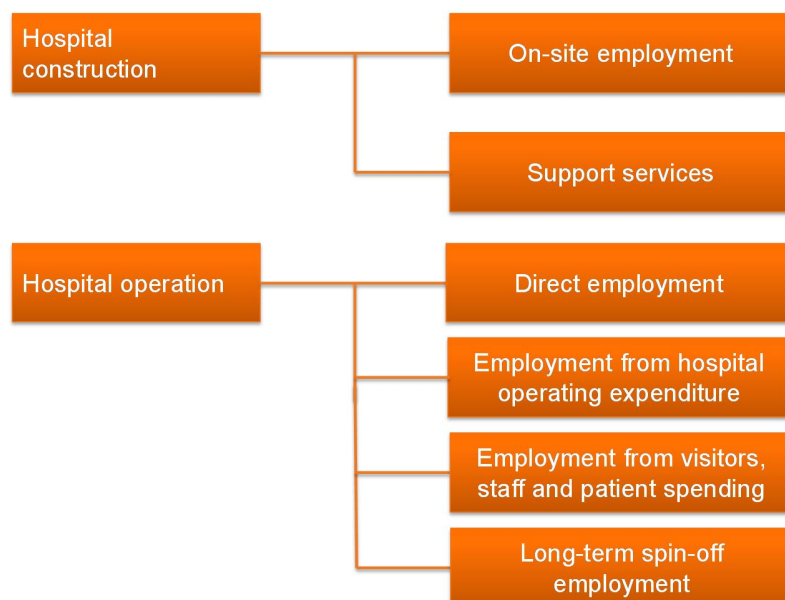 Hospital
construction
On-site employment
Support services
Hospital operation
Direct employment
Employment from hospital
operating expenditure
Employment from visitors,
staff and patient spending
Long-term spin-off
employment